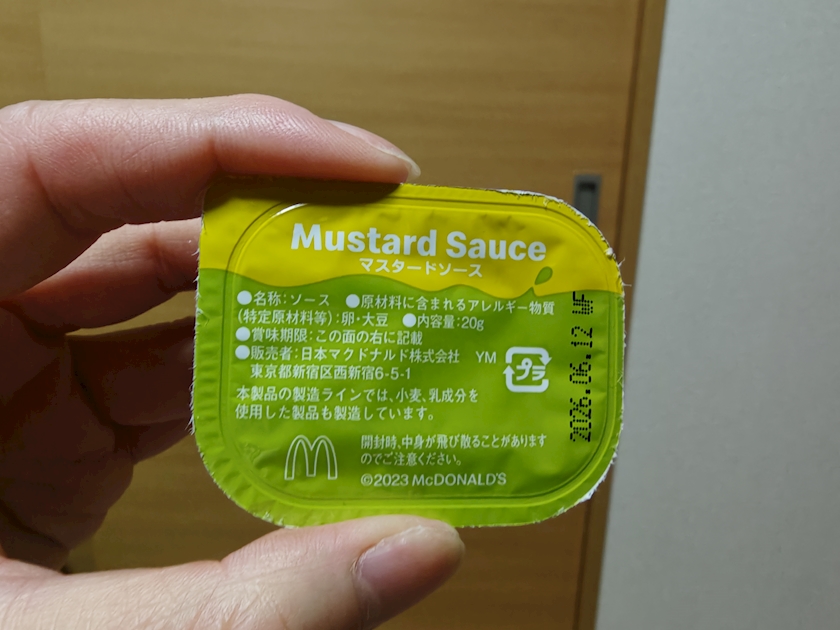 Mustard Sauce
マスタードソース
●名称：ソース ●原材料に含まれるアレルギー物質
(特定原材料等)：卵・大豆 ●内容量：20g
●賞味期限：この面の右に記載
●販売者：日本マクドナルド株式会社 YM
東京都新宿区西新宿6-5-1
プラ
本製品の製造ラインでは、小麦、乳成分を
使用した製品も製造しています。
開封時、中身が飛び散ることがあります
のでご注意ください。
©2023 McDONALD'S
2026.06.12 WF